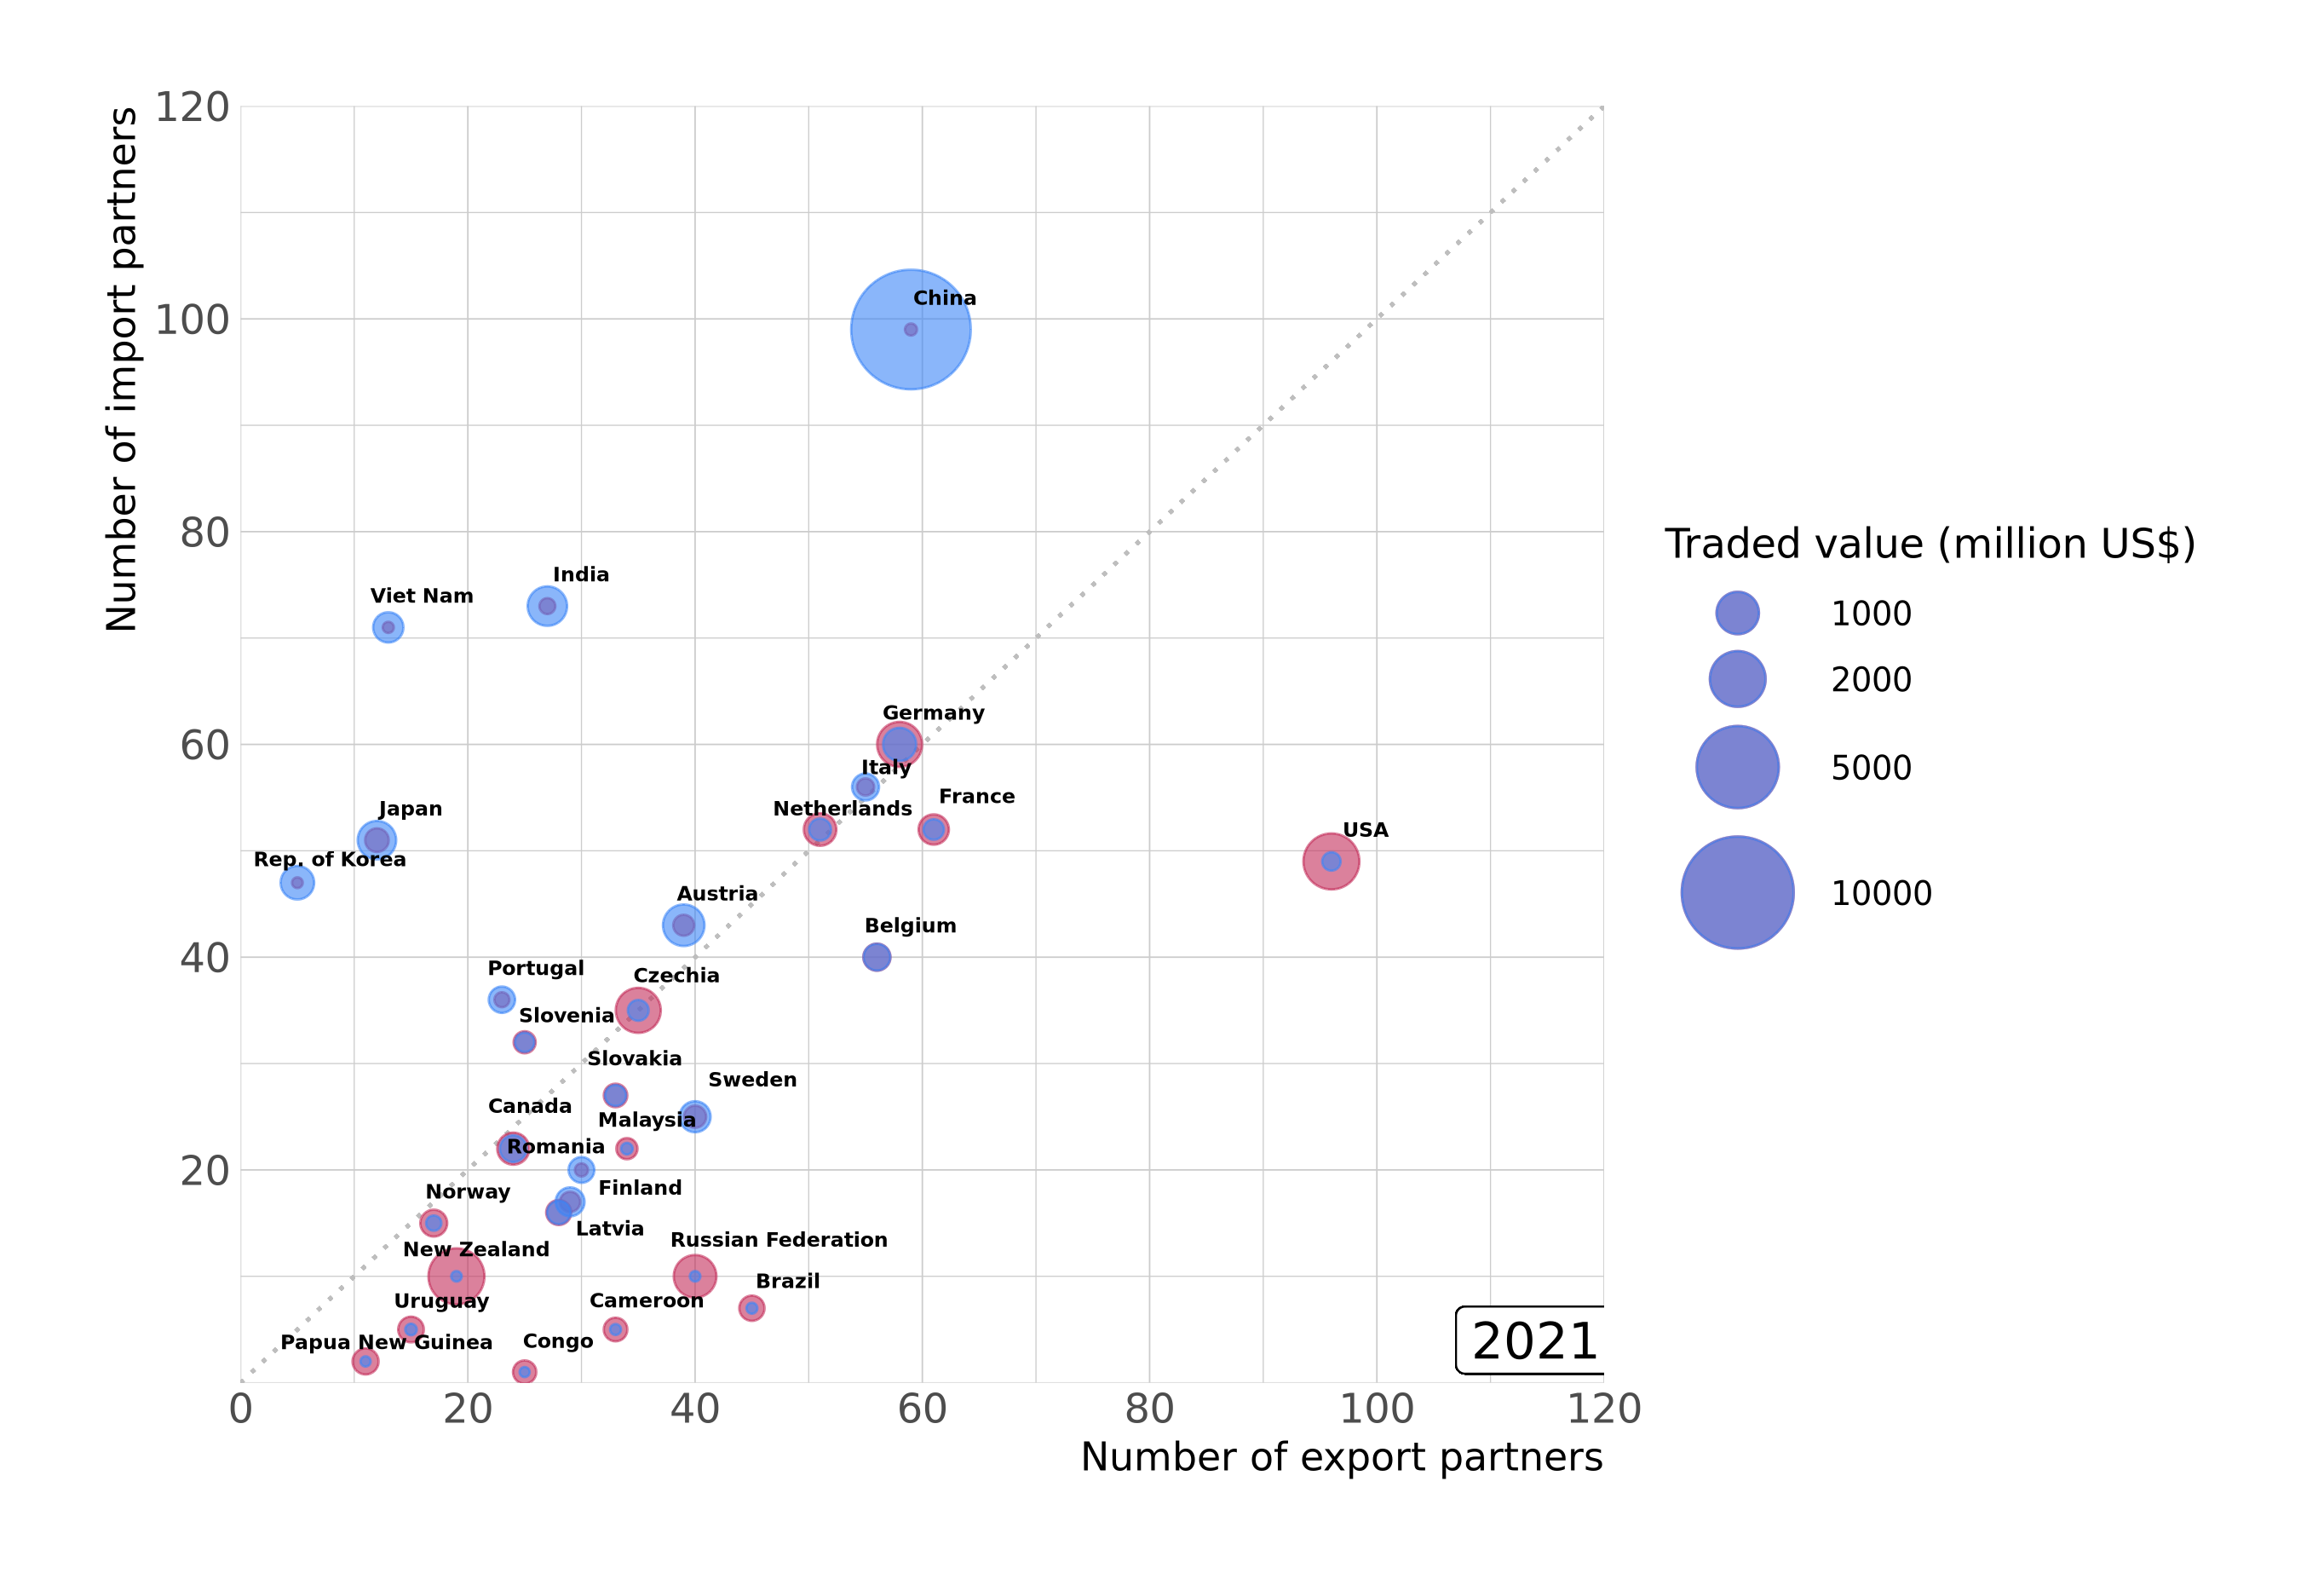 Number of import partners
120
100
80
60
40
20
China
India
Viet Nam
Germany
Italy
France
Japan
Netherlands
USA
Rep. of Korea
Austria
Belgium
Portugal
Czechia
Slovenia
Slovakia
Sweden
Canada
Malaysia
Romania
Finland
Norway
Latvia
Russian Federation
New Zealand
Brazil
Uruguay
Cameroon
Papua New Guinea
Congo
2021
0
20
40
60
80
100
120
Number of export partners
Traded value (million US$)
1000
2000
5000
10000